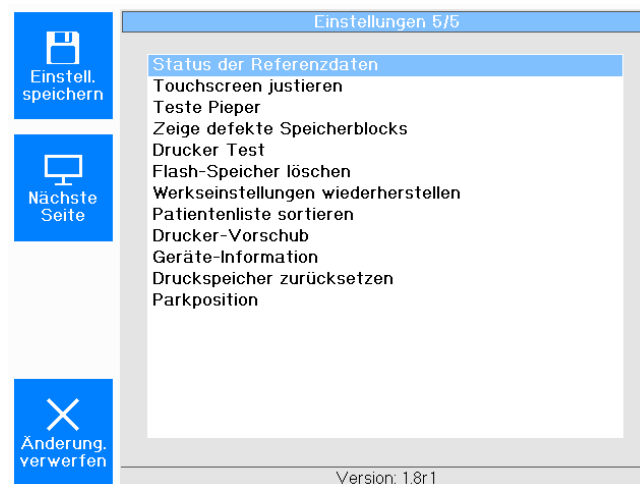 Einstellungen 5/5
Einstell.
speichern
Nächste
Seite
Änderung.
verwerfen
Status der Referenzdaten
Touchscreen justieren
Teste Pieper
Zeige defekte Speicherblocks
Drucker Test
Flash-Speicher löschen
Werkseinstellungen wiederherstellen
Patientenliste sortieren
Drucker-Vorschub
Geräte-Information
Druckspeicher zurücksetzen
Parkposition
Version: 1.8r1